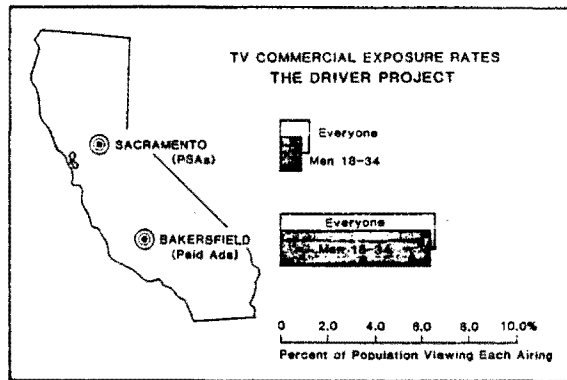 TV COMMERCIAL EXPOSURE RATES
THE DRIVER PROJECT
SACRAMENTO
(PSAs)
Everyone
Men 18-34
BAKERSFIELD
(Paid Ads)
Everyone
Men 18-34
0 2.0 4.0 6.0 8.0 10.0%
Percent of Population Viewing Each Airing